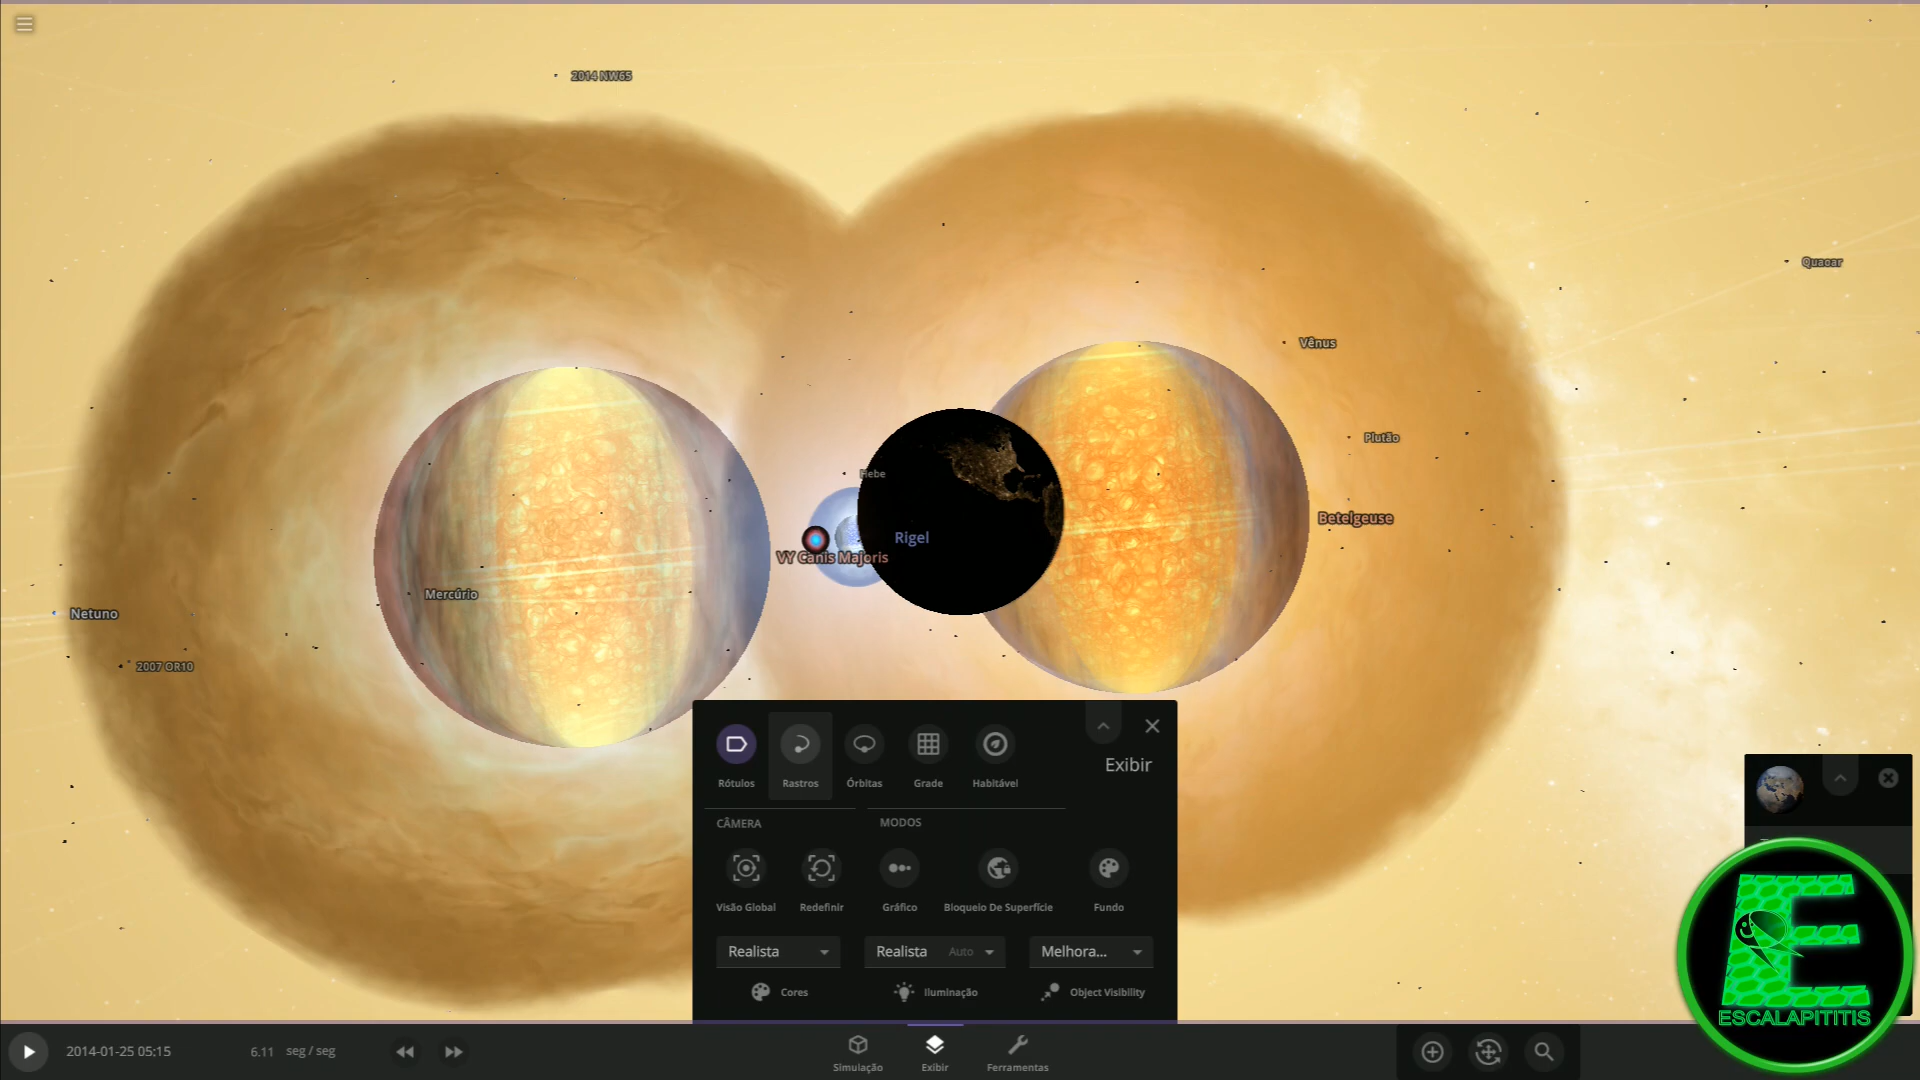 2014 NW65
Quaoar
Vênus
Plutão
Hebe
Betelgeuse
Rigel
VY Canis Majoris
Mercúrio
Netuno
2007 OR10
Exibir
Rótulos
Rastros
Órbitas
Grade
Habitável
CÂMERA
MODOS
Visão Global
Redefinir
Gráfico
Bloqueio De Superfície
Fundo
Realista
Realista Auto
Melhora...
Cores
Iluminação
Object Visibility
E
ESCALAPITITIS
2014-01-25 05:15
6.11 seg / seg
Simulação
Exibir
Ferramentas